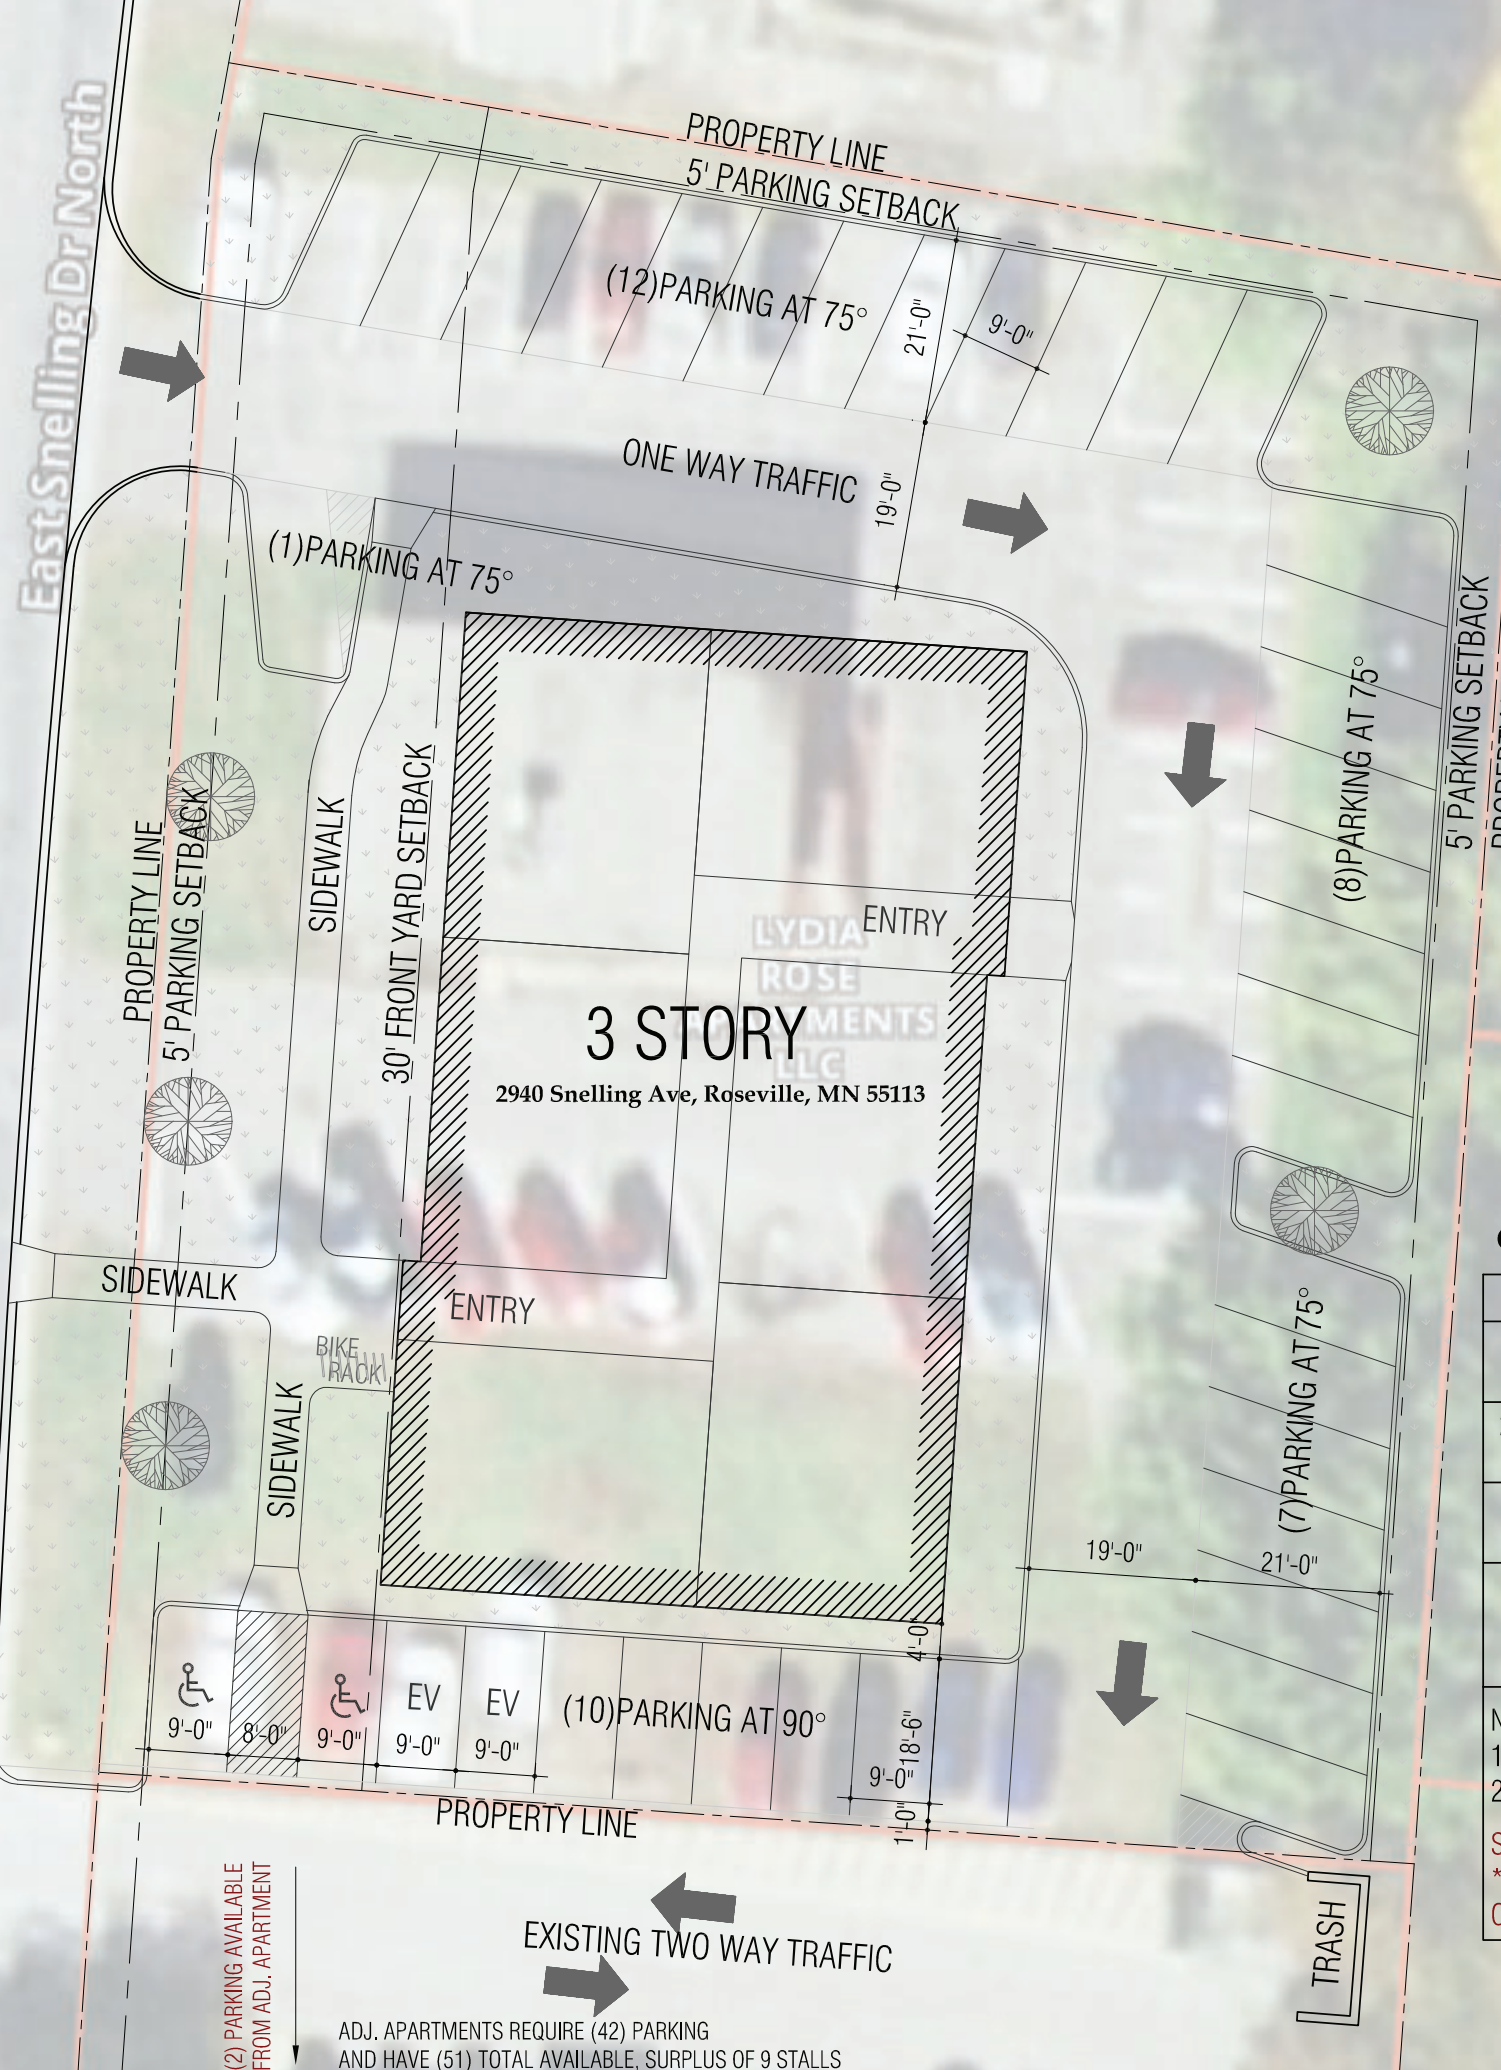 East Snelling Dr North
PROPERTY LINE
5' PARKING SETBACK
(12)PARKING AT 75°
21'-0"
9'-0"
ONE WAY TRAFFIC
19'-0"
(1)PARKING AT 75°
(8)PARKING AT 75°
5' PARKING SETBACK
PROPERTY LINE
5' PARKING SETBACK
SIDEWALK
30' FRONT YARD SETBACK
ENTRY
LYDIA
ROSE
APARTMENTS
LLC
3 STORY
2940 Snelling Ave, Roseville, MN 55113
SIDEWALK
ENTRY
BIKE
RACK
SIDEWALK
(7)PARKING AT 75°
19'-0"
21'-0"
4'-0"
EV
EV
(10)PARKING AT 90°
9'-0"
8'-0"
9'-0"
9'-0"
9'-0"
18'-6"
9'-0"
1'-0"
PROPERTY LINE
(2) PARKING AVAILABLE
FROM ADJ. APARTMENT
EXISTING TWO WAY TRAFFIC
TRASH
ADJ. APARTMENTS REQUIRE (42) PARKING
AND HAVE (51) TOTAL AVAILABLE, SURPLUS OF 9 STALLS